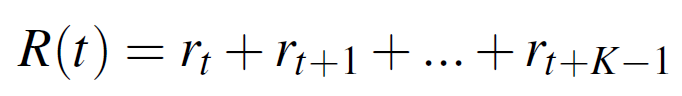 R(t) = r_t + r_{t+1} + ... + r_{t+K-1}